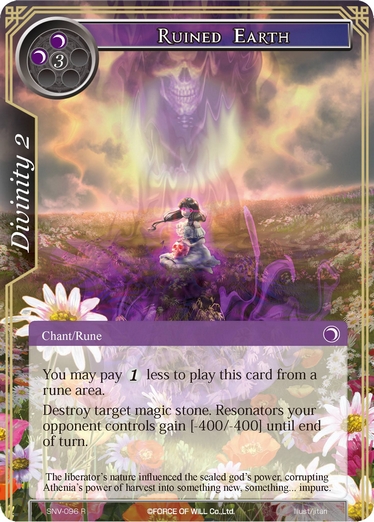 Ruined Earth
3
Divinity 2
Chant/Rune
You may pay 1 less to play this card from a
rune area.
Destroy target magic stone. Resonators your
opponent controls gain [-400/-400] until end
of turn.
The liberator's nature influenced the sealed god's power, corrupting
Athenia's power of harvest into something new, something... impure.
SNV-096 R ©FORCE OF WILL Co.,Ltd. Illust/ntan